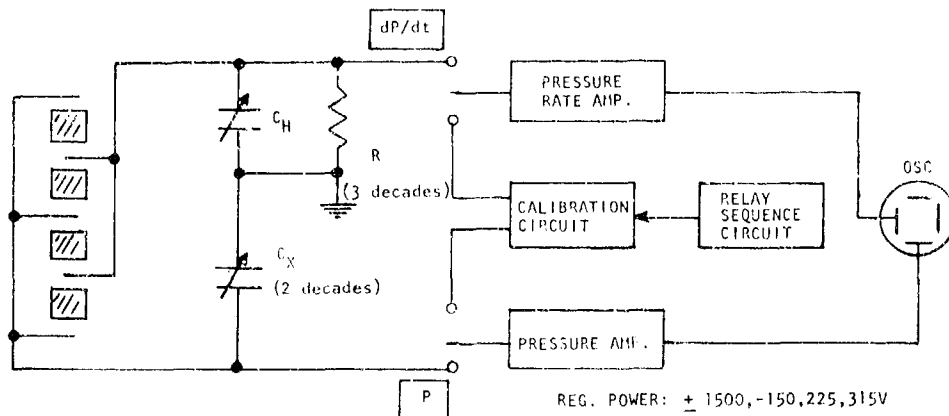 dP/dt
PRESSURE
RATE AMP.
C_H
R
(3 decades)
OSC
CALIBRATION
CIRCUIT
RELAY
SEQUENCE
CIRCUIT
C_X
(2 decades)
PRESSURE AMP.
P
REG. POWER: ± 1500,-150,225,315V